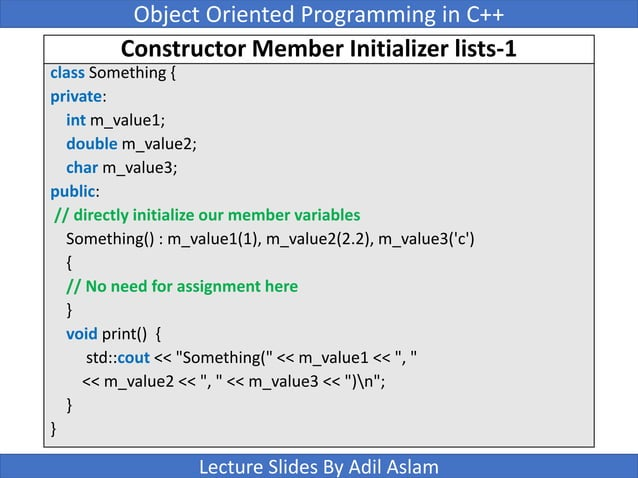 Object Oriented Programming in C++
Constructor Member Initializer lists-1
class Something {
private:
int m_value1;
double m_value2;
char m_value3;
public:
// directly initialize our member variables
Something() : m_value1(1), m_value2(2.2), m_value3('c')
{
// No need for assignment here
}
void print() {
std::cout << "Something(" << m_value1 << ", "
<< m_value2 << ", " << m_value3 << ")\n";
}
}
Lecture Slides By Adil Aslam